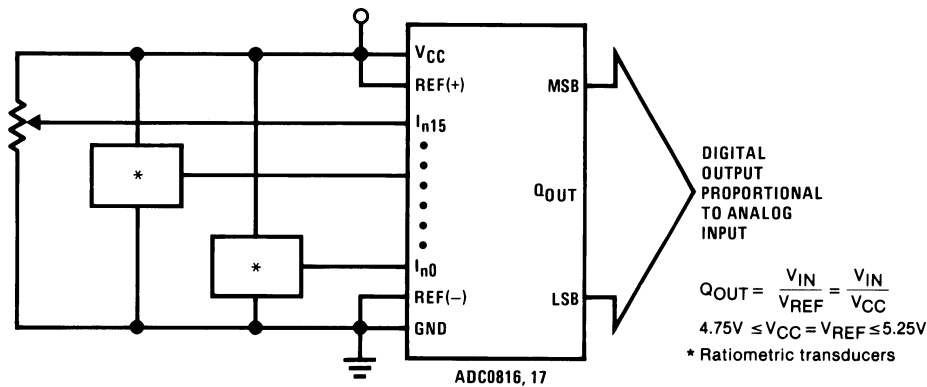 VCC
REF(+)
In15
*
*
In0
REF(−)
GND
MSB
QOUT
LSB
ADC0816, 17
DIGITAL
OUTPUT
PROPORTIONAL
TO ANALOG
INPUT
QOUT = VIN/VREF = VIN/VCC
4.75V ≤ VCC = VREF ≤ 5.25V
* Ratiometric transducers